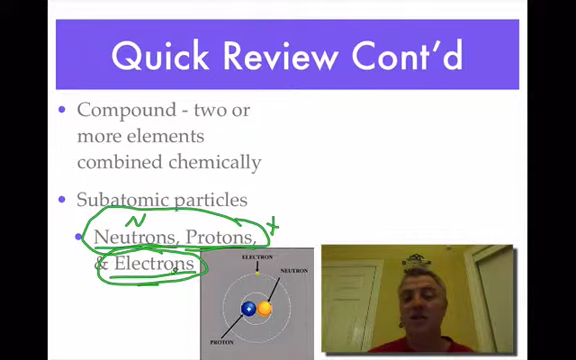 Quick Review Cont'd
• Compound - two or
more elements
combined chemically
• Subatomic particles
N
• Neutrons, Protons, +
& Electrons
ELECTRON
NEUTRON
+
PROTON